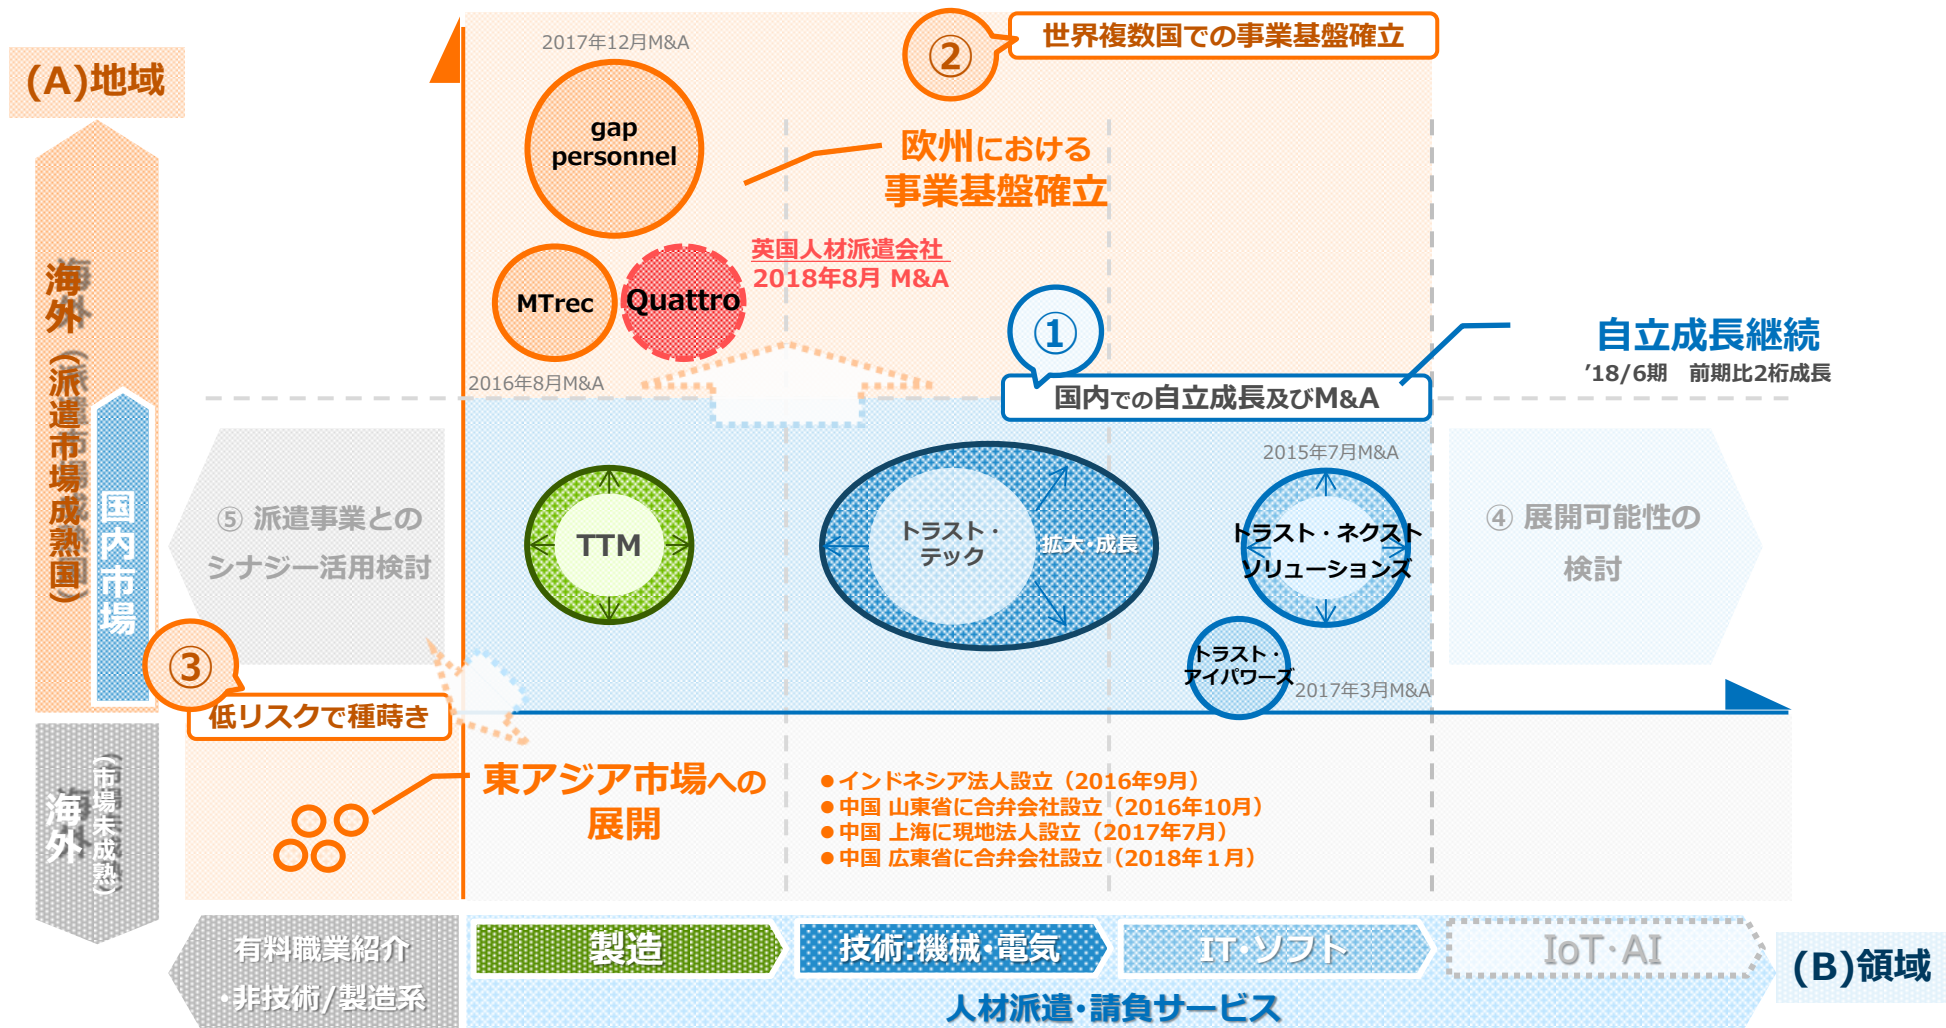 (A)地域
2017年12月M&A
② 世界複数国での事業基盤確立
gap
personnel
欧州における
事業基盤確立
MTrec
Quattro
英国人材派遣会社
2018年8月 M&A
2016年8月M&A
①
国内での自立成長及びM&A
自立成長継続
’18/6期　前期比2桁成長
海外（派遣市場成熟国）
国内市場
⑤ 派遣事業との
シナジー活用検討
TTM
トラスト・
テック
拡大・成長
2015年7月M&A
トラスト・ネクスト
ソリューションズ
トラスト・
アイパワーズ
2017年3月M&A
④ 展開可能性の
検討
③
低リスクで種蒔き
海外（市場未成熟）
東アジア市場への
展開
●インドネシア法人設立（2016年9月）
●中国 山東省に合弁会社設立（2016年10月）
●中国 上海に現地法人設立（2017年7月）
●中国 広東省に合弁会社設立（2018年１月）
有料職業紹介
・非技術/製造系
製造
技術:機械・電気
IT・ソフト
IoT・AI
(B)領域
人材派遣・請負サービス